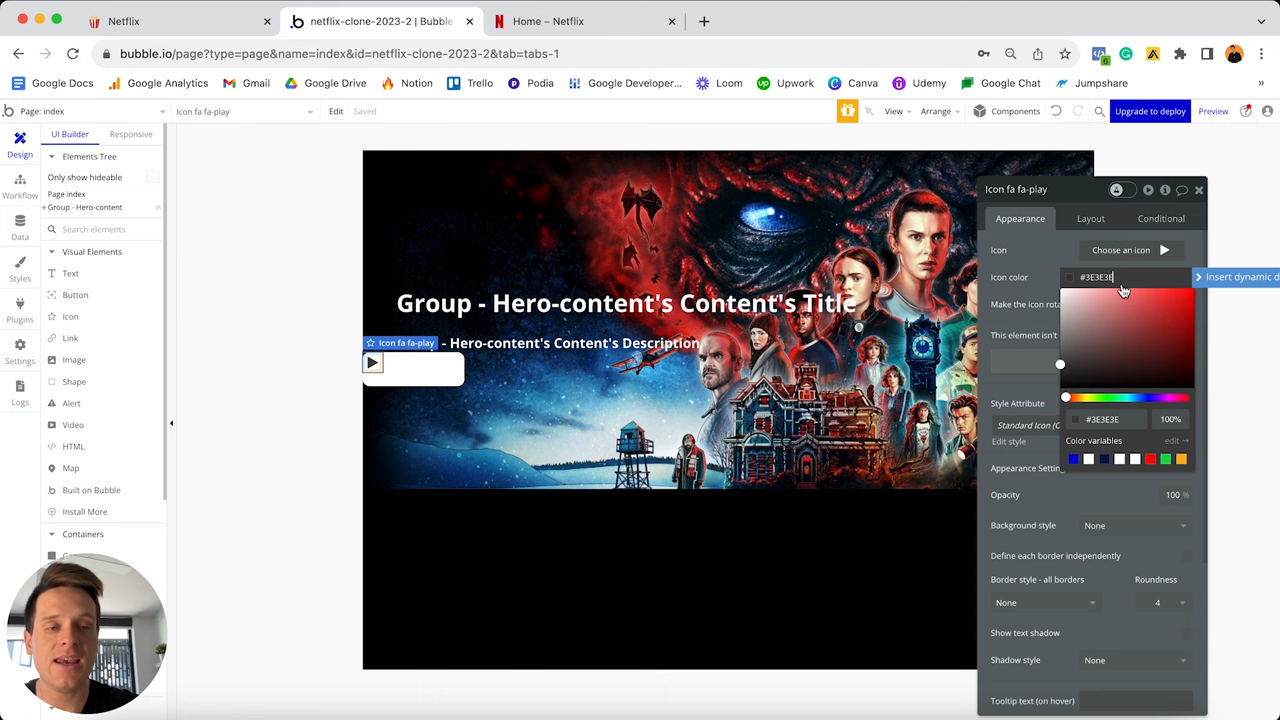 Netflix
netflix-clone-2023-2 | Bubble
Home – Netflix
bubble.io/page?type=page&name=index&id=netflix-clone-2023-2&tab=tabs-1
6
Google Docs
Google Analytics
Gmail
Google Drive
Notion
Trello
Podia
Google Developer...
Loom
Upwork
Canva
Udemy
Google Chat
Jumpshare
»
Page: index
Icon fa fa-play
Edit
Saved
View
Arrange
Components
Upgrade to deploy
Preview
Design
Workflow
Data
Styles
Plugins
Settings
Logs
UI Builder
Responsive
Elements Tree
Only show hideable
Page index
+ Group - Hero-content
Search elements
Visual Elements
Text
Button
Icon
Link
Image
Shape
Alert
Video
HTML
Map
Built on Bubble
Install More
Containers
Group - Hero-content's Content's Title
Icon fa fa-play
- Hero-content's Content's Description
Icon fa fa-play
Appearance
Layout
Conditional
Icon
Choose an icon
Icon color
#3E3E3E
Insert dynamic d
Make the icon rota
This element isn't
#3E3E3E
100%
Style Attribute
Standard Icon (C
Edit style
Color variables
edit →
Appearance Settin
Opacity
100 %
Background style
None
Define each border independently
Border style - all borders
Roundness
None
4
Show text shadow
Shadow style
None
Tooltip text (on hover)